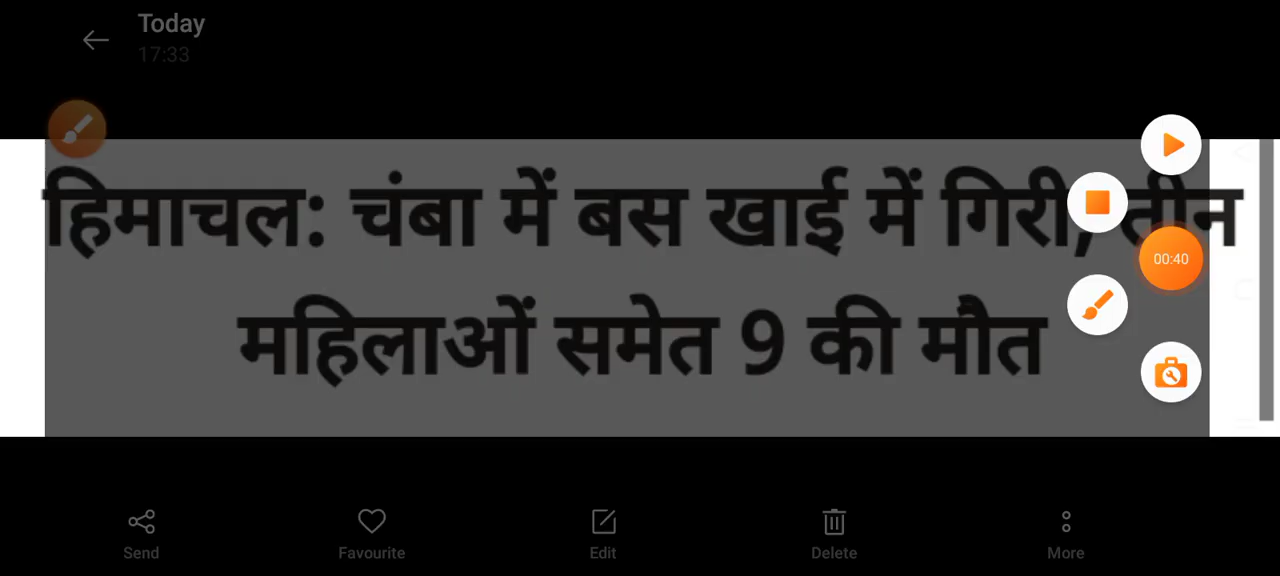 Today
17:33
हिमाचल: चंबा में बस खाई में गिरी, तीन
महिलाओं समेत 9 की मौत
00:40
Send
Favourite
Edit
Delete
More